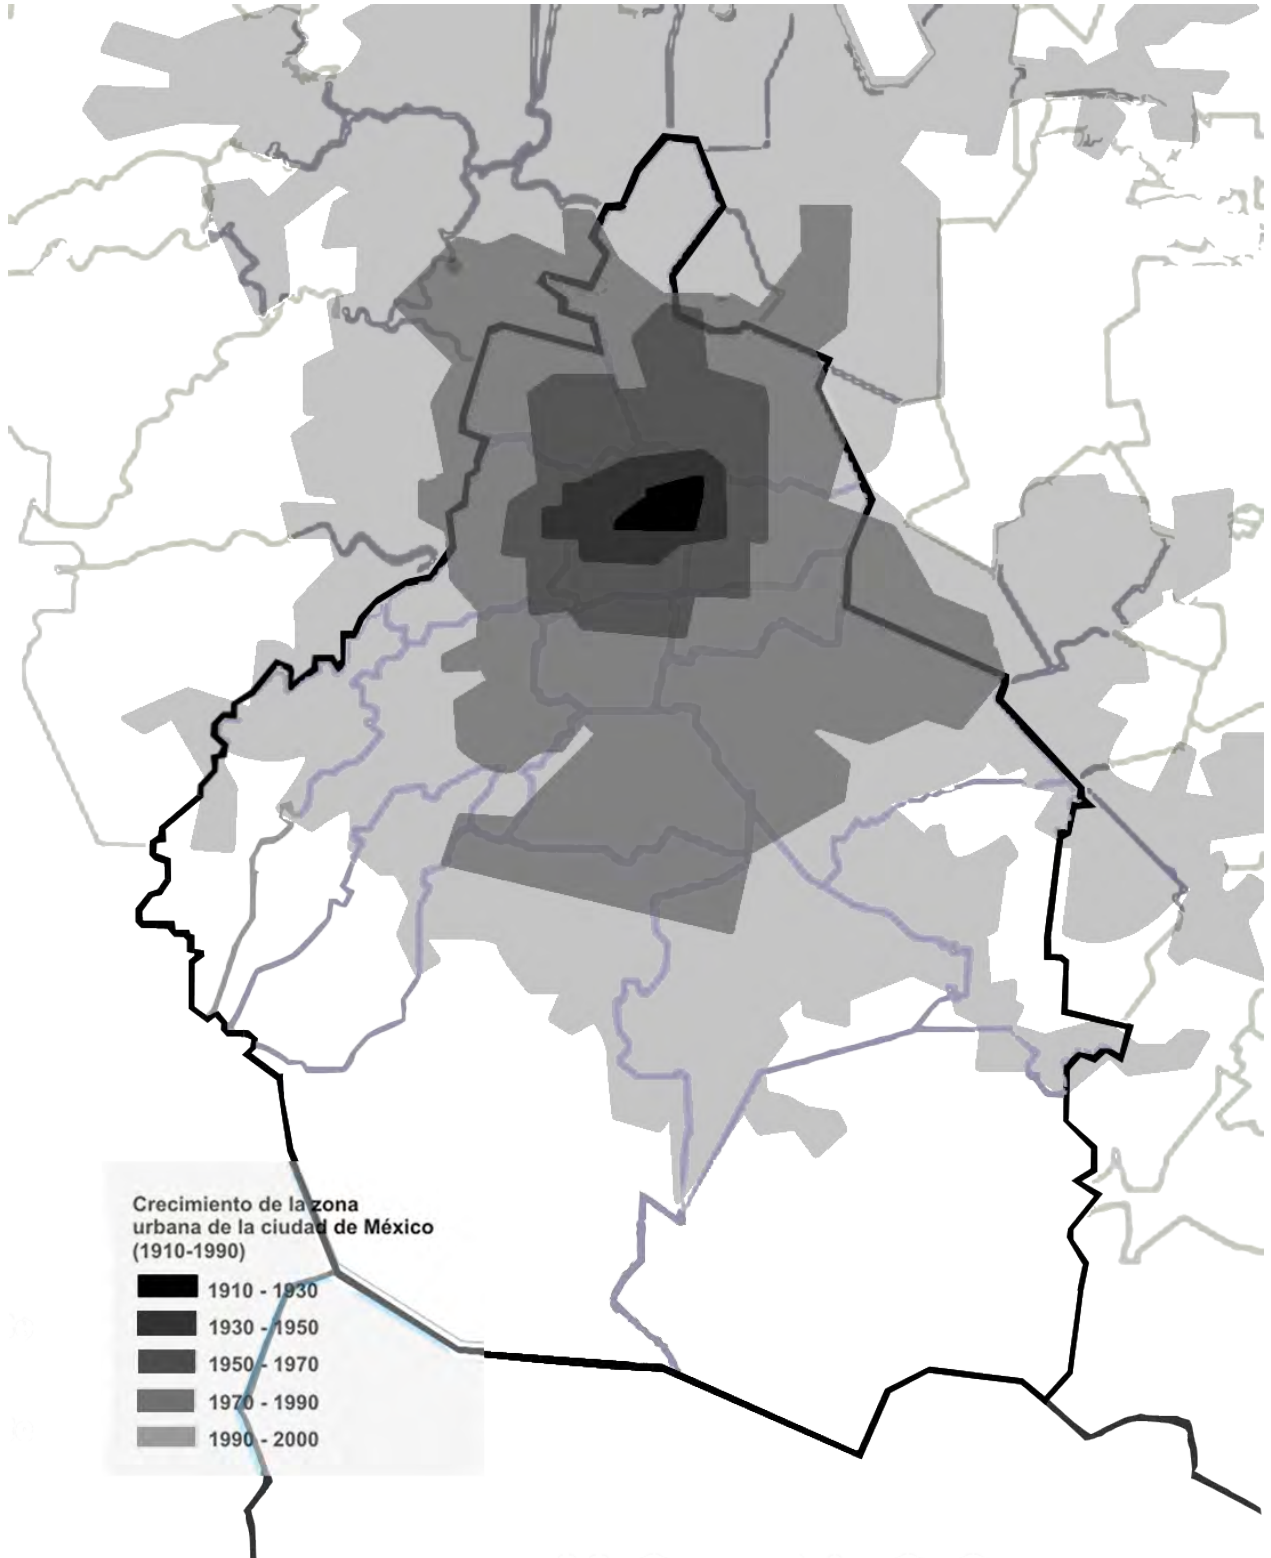 Crecimiento de la zona
urbana de la ciudad de México
(1910-1990)
1910 - 1930
1930 - 1950
1950 - 1970
1970 - 1990
1990 - 2000